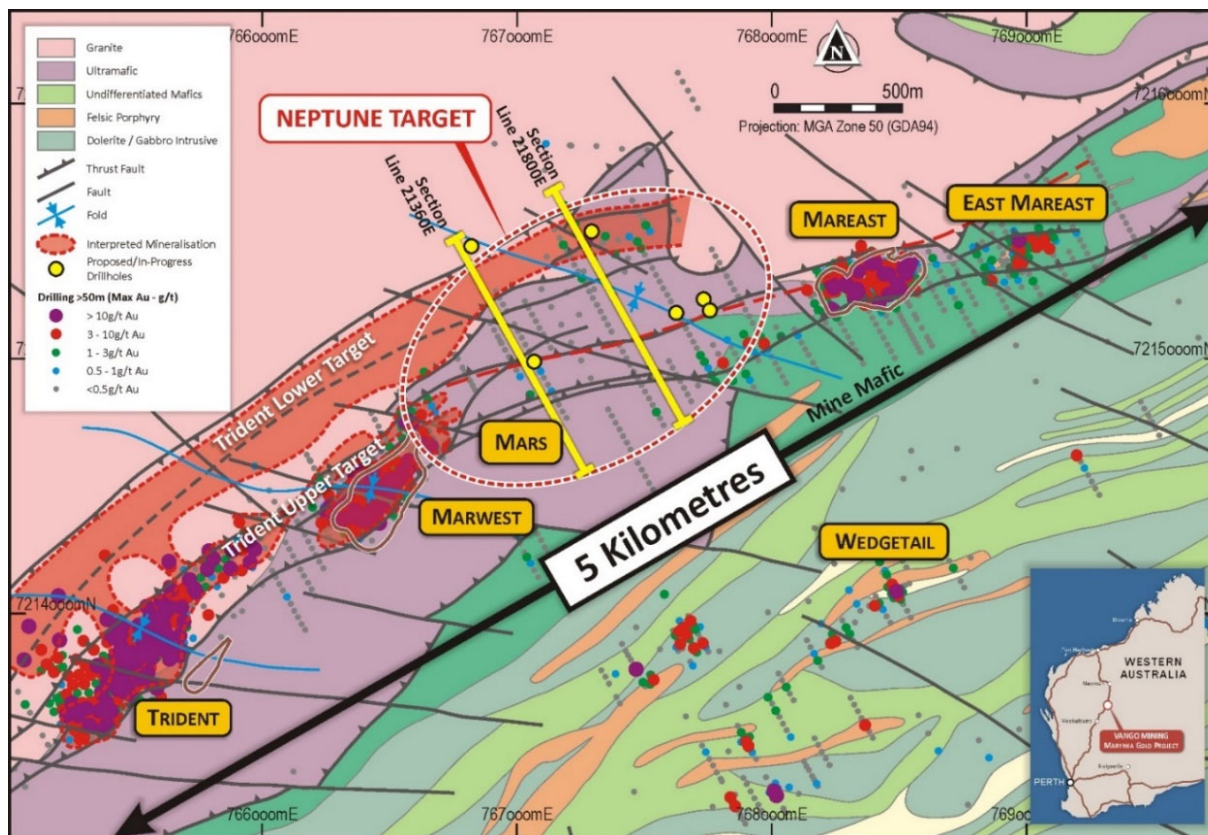 766000mE
767000mE
768000mE
769000mE
Granite
Ultramafic
Undifferentiated Mafics
Felsic Porphyry
Dolerite / Gabbro Intrusive
Thrust Fault
Fault
Fold
Interpreted Mineralisation
Proposed/In-Progress
Drillholes
Drilling >50m (Max Au - g/t)
> 10g/t Au
3 - 10g/t Au
1 - 3g/t Au
0.5 - 1g/t Au
<0.5g/t Au
0
500m
Projection: MGA Zone 50 (GDA94)
7216000mN
NEPTUNE TARGET
Section
Line 21360E
Section
Line 21800E
MAREAST
EAST MAREAST
7215000mN
Mine Mafic
Trident Lower Target
Trident Upper Target
MARS
MARWEST
5 Kilometres
WEDGETAIL
7214000mN
TRIDENT
WESTERN
AUSTRALIA
VANGO MINING
MARYMIA GOLD PROJECT
PERTH
766000mE
767000mE
768000mE
769